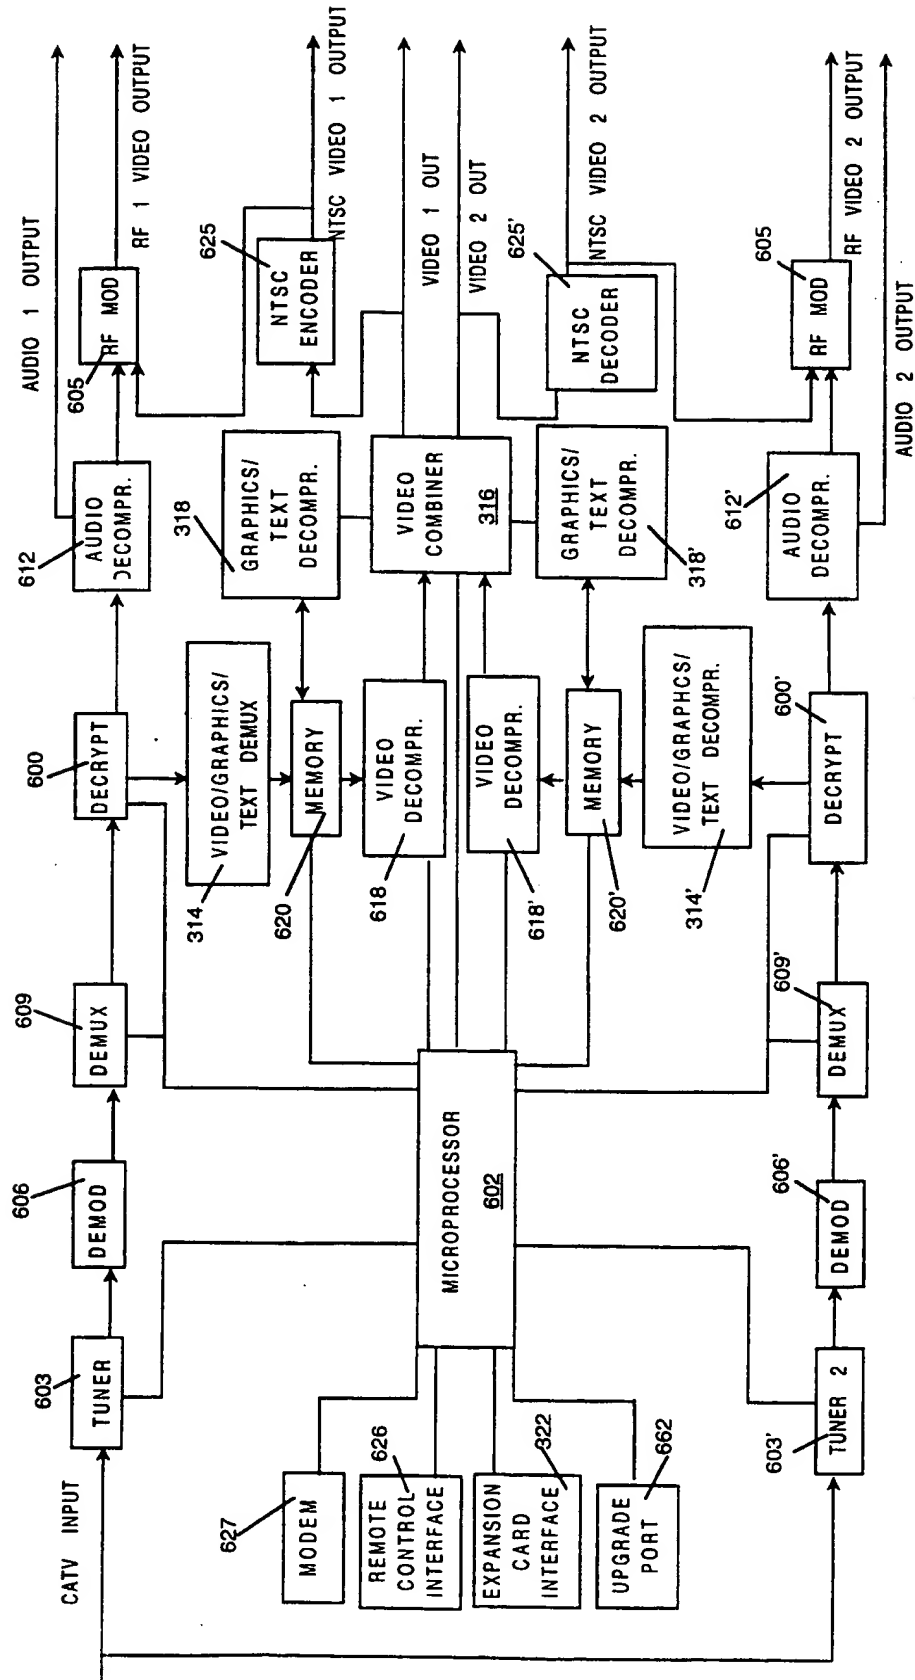 CATV INPUT
603
TUNER
606
DEMOD
609
DEMUX
600
DECRYPT
612
AUDIO
DECOMPR.
605
RF MOD
AUDIO 1 OUTPUT
RF 1 VIDEO OUTPUT
314
VIDEO/GRAPHICS/
TEXT DEMUX
318
GRAPHICS/
TEXT
DECOMPR.
625
NTSC
ENCODER
NTSC VIDEO 1 OUTPUT
620
MEMORY
618
VIDEO
DECOMPR.
VIDEO
COMBINER
316
VIDEO 1 OUT
VIDEO 2 OUT
627
MODEM
626
REMOTE
CONTROL
INTERFACE
322
EXPANSION
CARD
INTERFACE
662
UPGRADE
PORT
MICROPROCESSOR
602
618'
VIDEO
DECOMPR.
620'
MEMORY
318'
GRAPHICS/
TEXT
DECOMPR.
625'
NTSC
DECODER
NTSC VIDEO 2 OUTPUT
314'
VIDEO/GRAPHCS/
TEXT DECOMPR.
603'
TUNER 2
606'
DEMOD
609'
DEMUX
600'
DECRYPT
612'
AUDIO
DECOMPR.
605
RF MOD
RF VIDEO 2 OUTPUT
AUDIO 2 OUTPUT